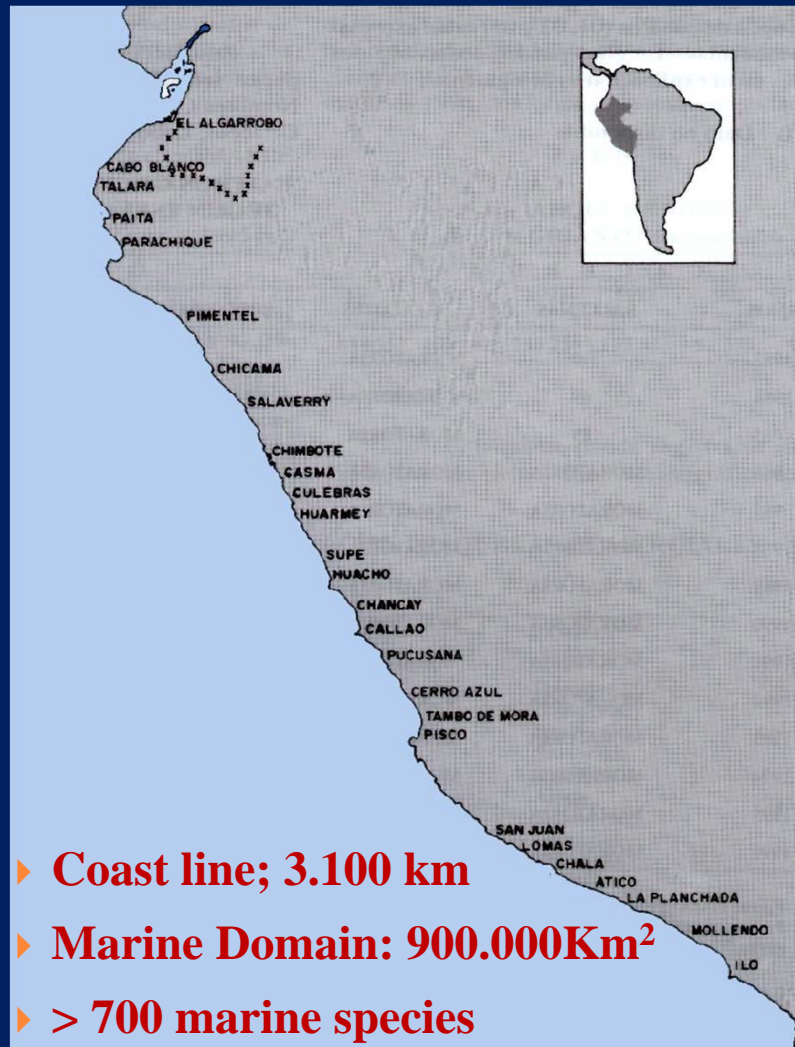 EL ALGARROBO
CABO BLANCO
TALARA
PAITA
PARACHIQUE
PIMENTEL
CHICAMA
SALAVERRY
CHIMBOTE
CASMA
CULEBRAS
HUARMEY
SUPE
HUACHO
CHANCAY
CALLAO
PUCUSANA
CERRO AZUL
TAMBO DE MORA
PISCO
SAN JUAN
LOMAS
CHALA
ATICO
LA PLANCHADA
MOLLENDO
ILO
Coast line; 3.100 km
Marine Domain: 900.000Km²
> 700 marine species